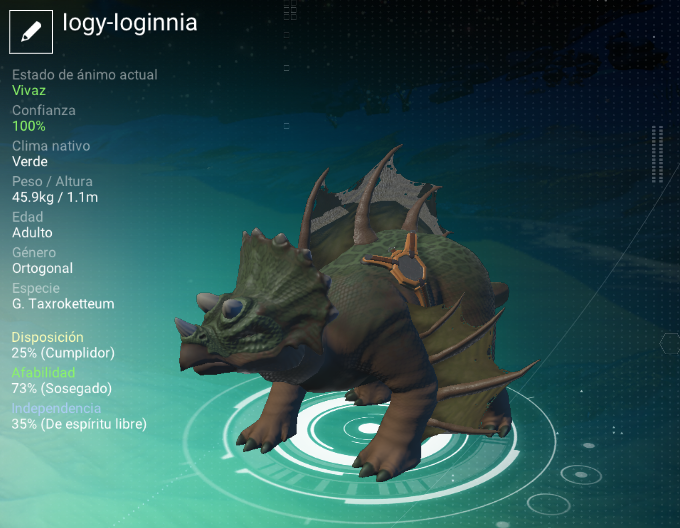 logy-loginnia
Estado de ánimo actual
Vivaz
Confianza
100%
Clima nativo
Verde
Peso / Altura
45.9kg / 1.1m
Edad
Adulto
Género
Ortogonal
Especie
G. Taxroketteum
Disposición
25% (Cumplidor)
Afabilidad
73% (Sosegado)
Independencia
35% (De espíritu libre)